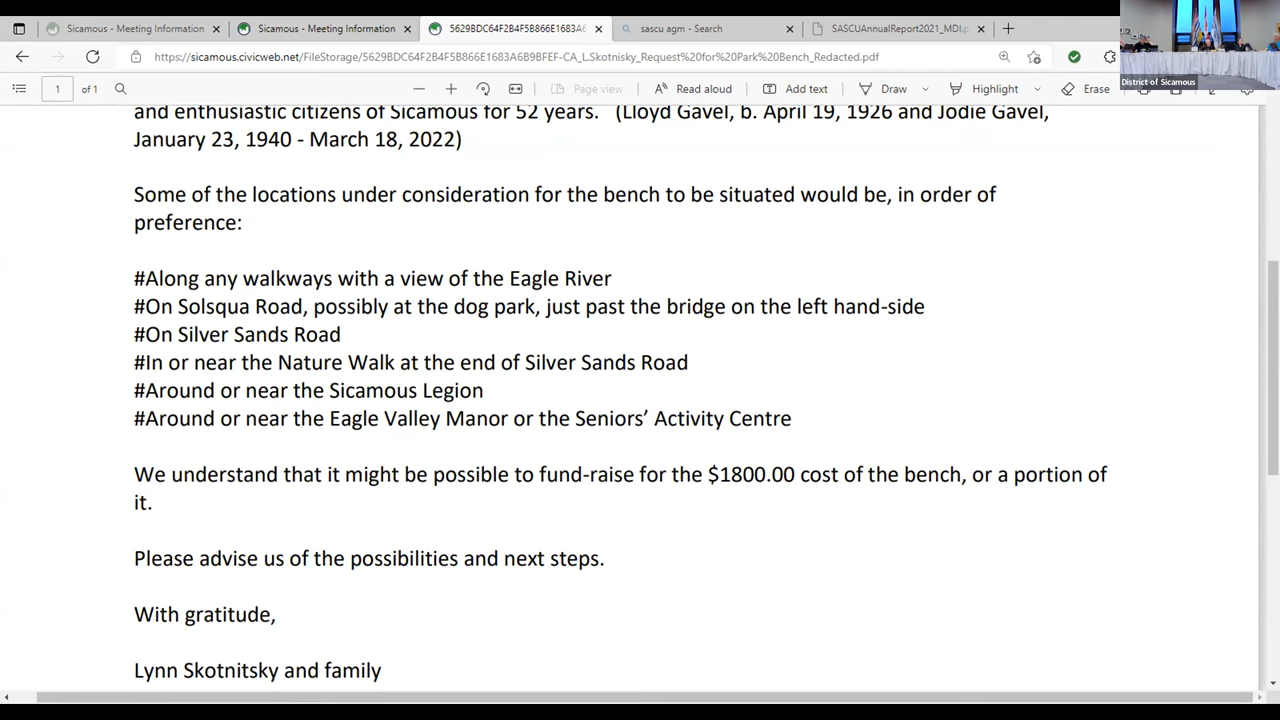 Sicamous - Meeting Information
Sicamous - Meeting Information
5629BDC64F2B4F5B866E1683A6
sascu agm - Search
SASCUAnnualReport2021_MDI.p
https://sicamous.civicweb.net/FileStorage/5629BDC64F2B4F5B866E1683A6B9BFEF-CA_L.Skotnisky_Request%20for%20Park%20Bench_Redacted.pdf
District of Sicamous
1 of 1
Page view
Read aloud
Add text
Draw
Highlight
Erase
and enthusiastic citizens of Sicamous for 52 years. (Lloyd Gavel, b. April 19, 1926 and Jodie Gavel,
January 23, 1940 - March 18, 2022)
Some of the locations under consideration for the bench to be situated would be, in order of
preference:
#Along any walkways with a view of the Eagle River
#On Solsqua Road, possibly at the dog park, just past the bridge on the left hand-side
#On Silver Sands Road
#In or near the Nature Walk at the end of Silver Sands Road
#Around or near the Sicamous Legion
#Around or near the Eagle Valley Manor or the Seniors’ Activity Centre
We understand that it might be possible to fund-raise for the $1800.00 cost of the bench, or a portion of
it.
Please advise us of the possibilities and next steps.
With gratitude,
Lynn Skotnitsky and family